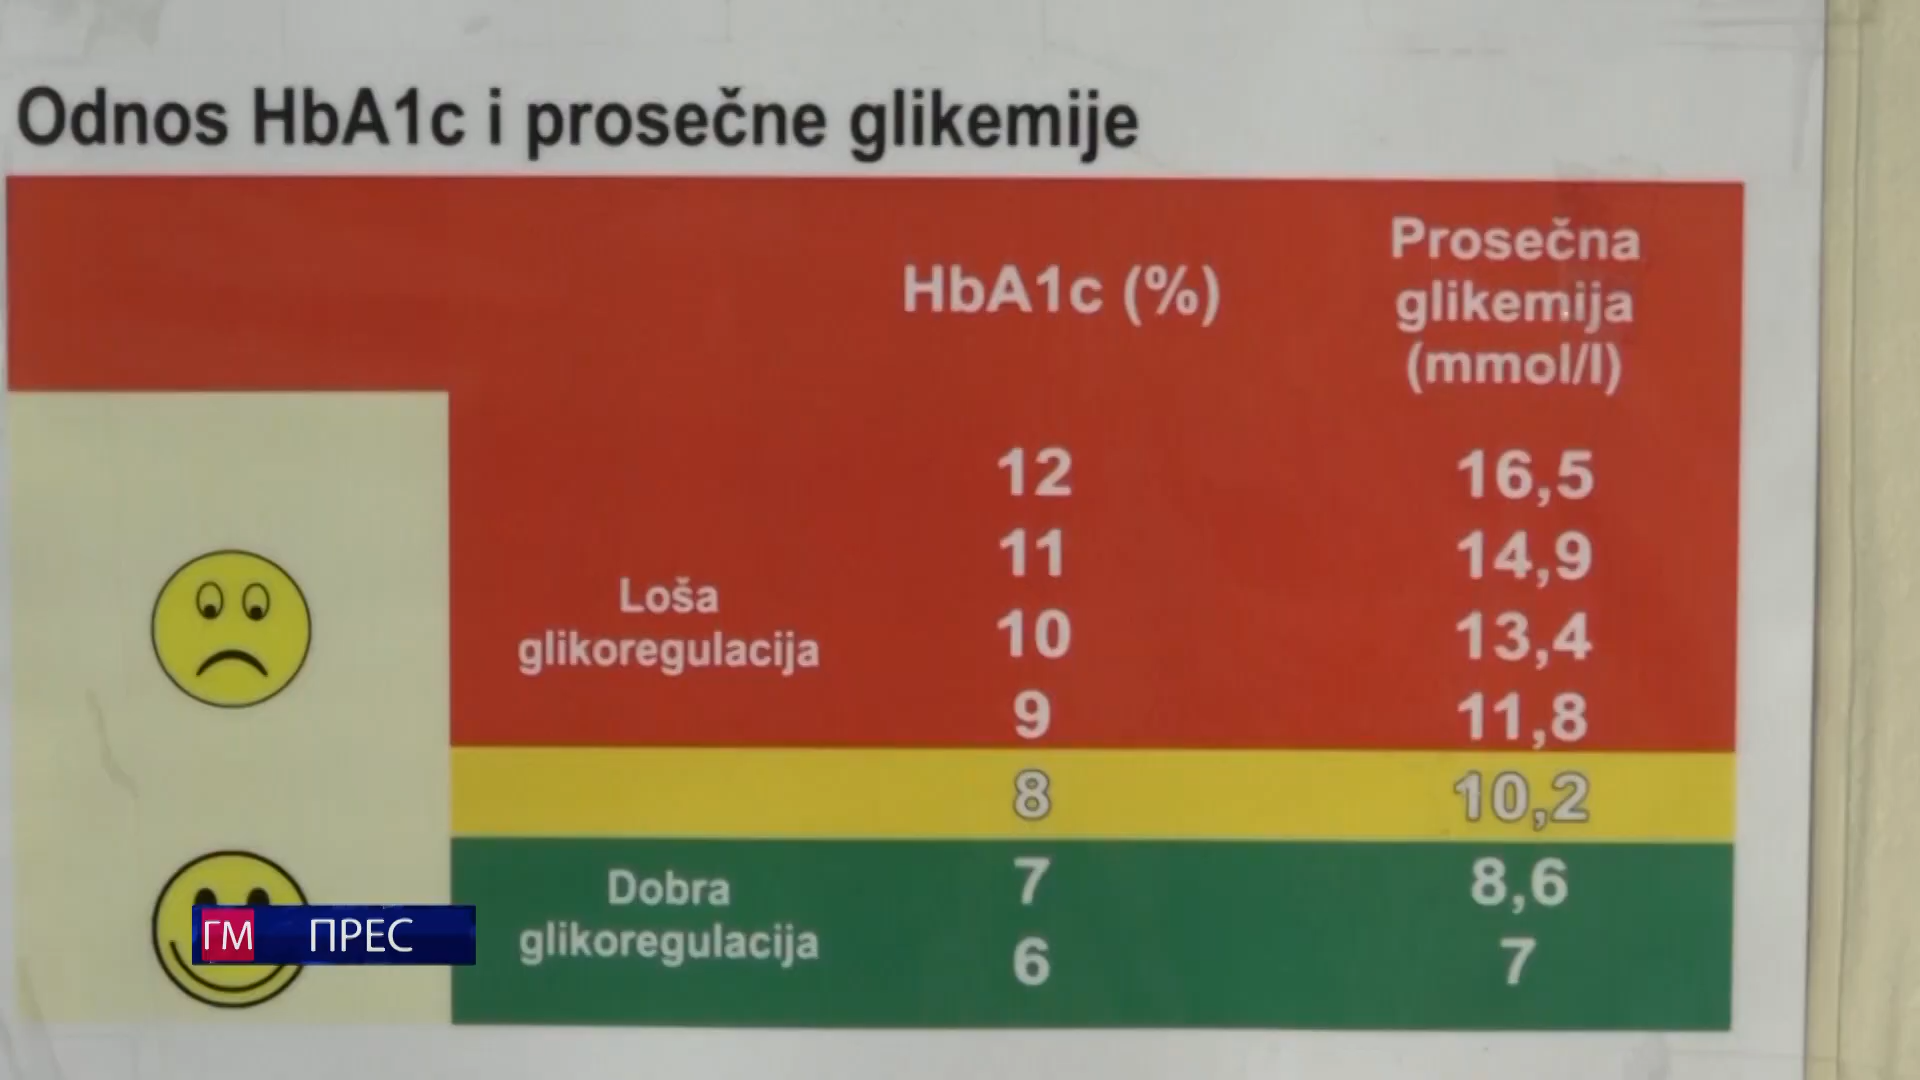 Odnos HbA1c i prosečne glikemije
HbA1c (%)
Prosečna
glikemija
(mmol/l)
Loša
glikoregulacija
12 16,5
11 14,9
10 13,4
9 11,8
8 10,2
Dobra
glikoregulacija
7 8,6
6 7
ГМ ПРЕС